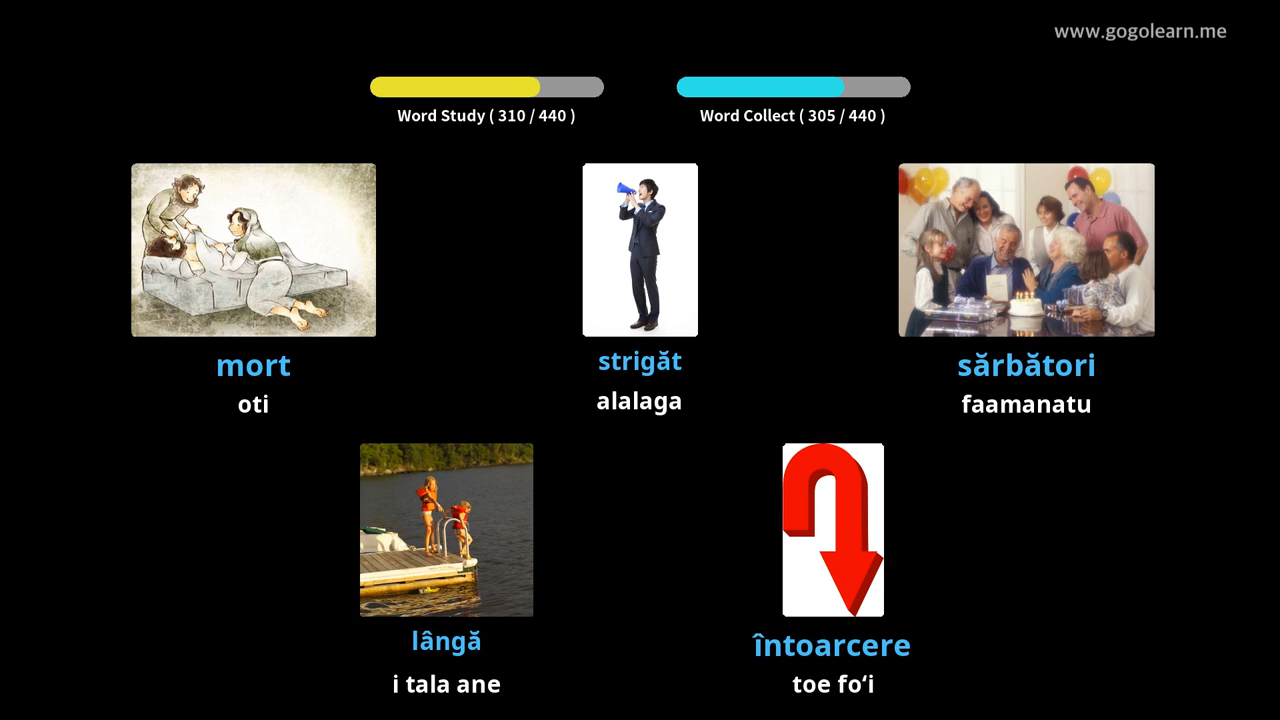 www.gogolearn.me
Word Study ( 310 / 440 )
Word Collect ( 305 / 440 )
mort
oti
strigăt
alalaga
sărbători
faamanatu
lângă
i tala ane
întoarcere
toe foʻi